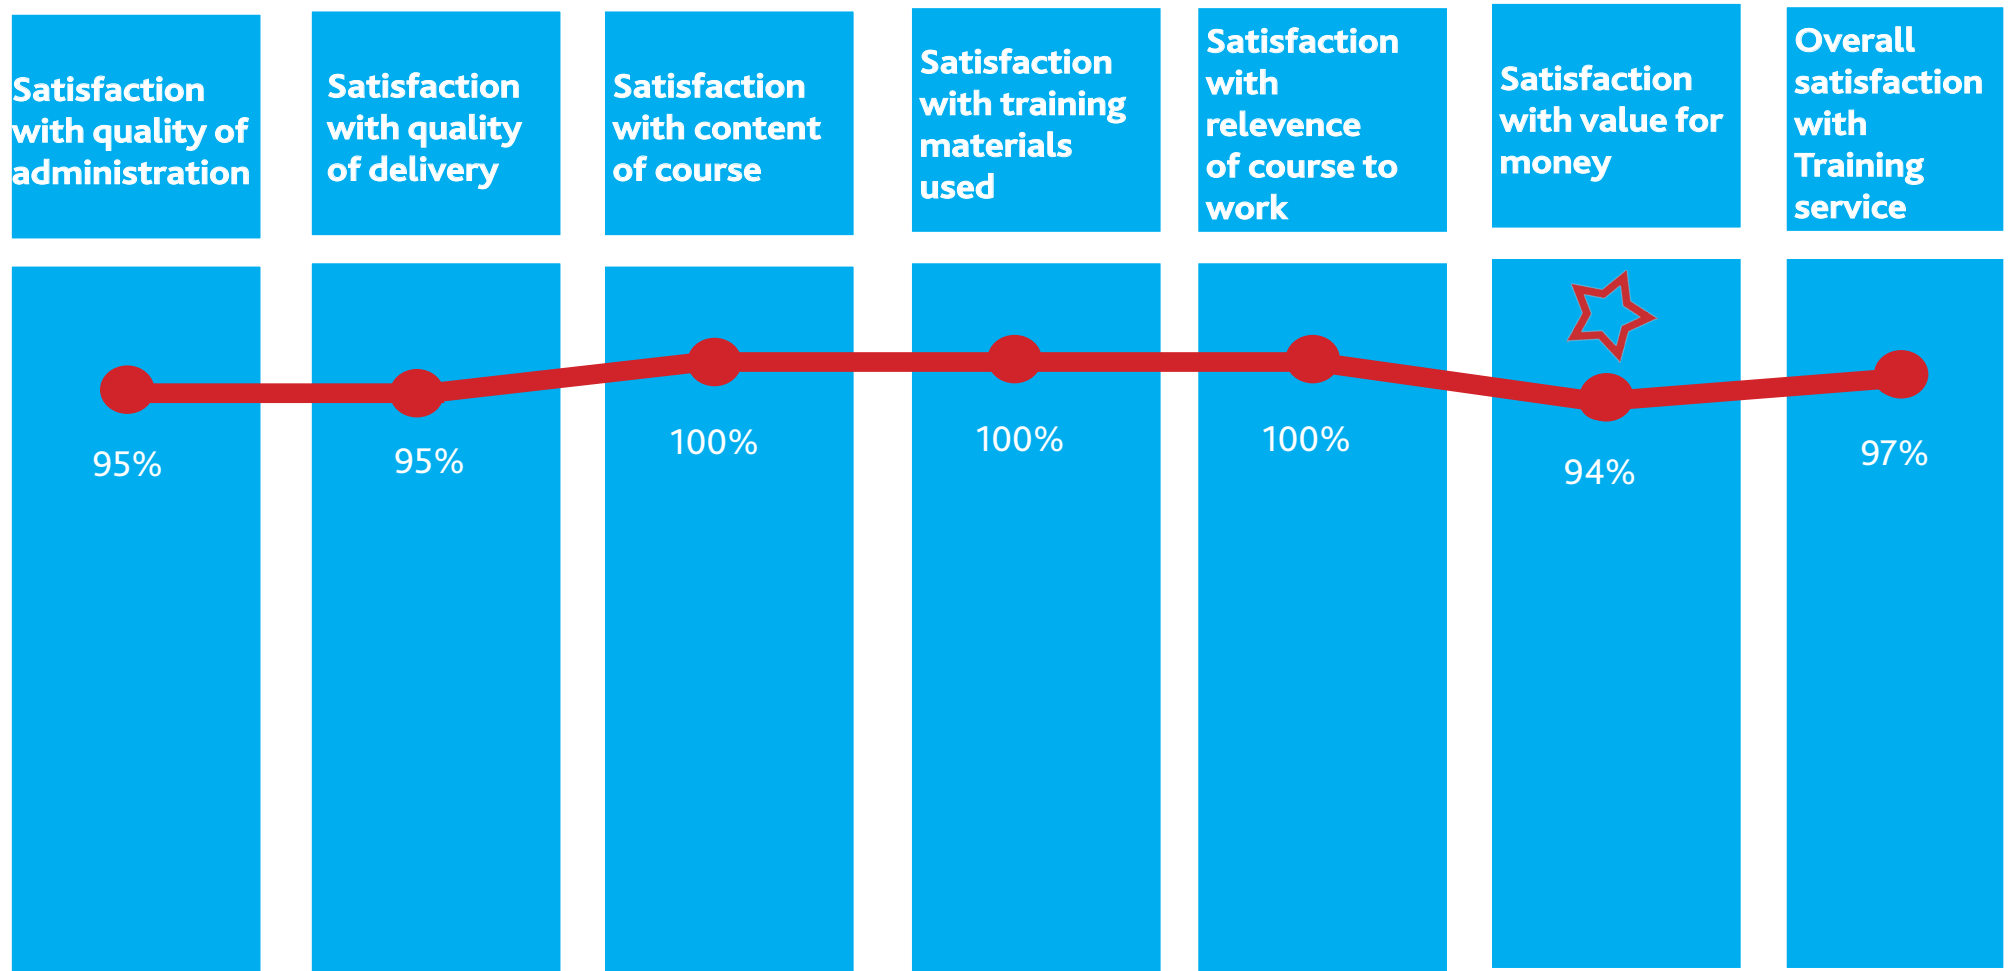 Satisfaction
with quality of
administration
Satisfaction
with quality
of delivery
Satisfaction
with content
of course
Satisfaction
with training
materials
used
Satisfaction
with
relevence
of course to
work
Satisfaction
with value for
money
Overall
satisfaction
with
Training
service
95%
95%
100%
100%
100%
94%
97%